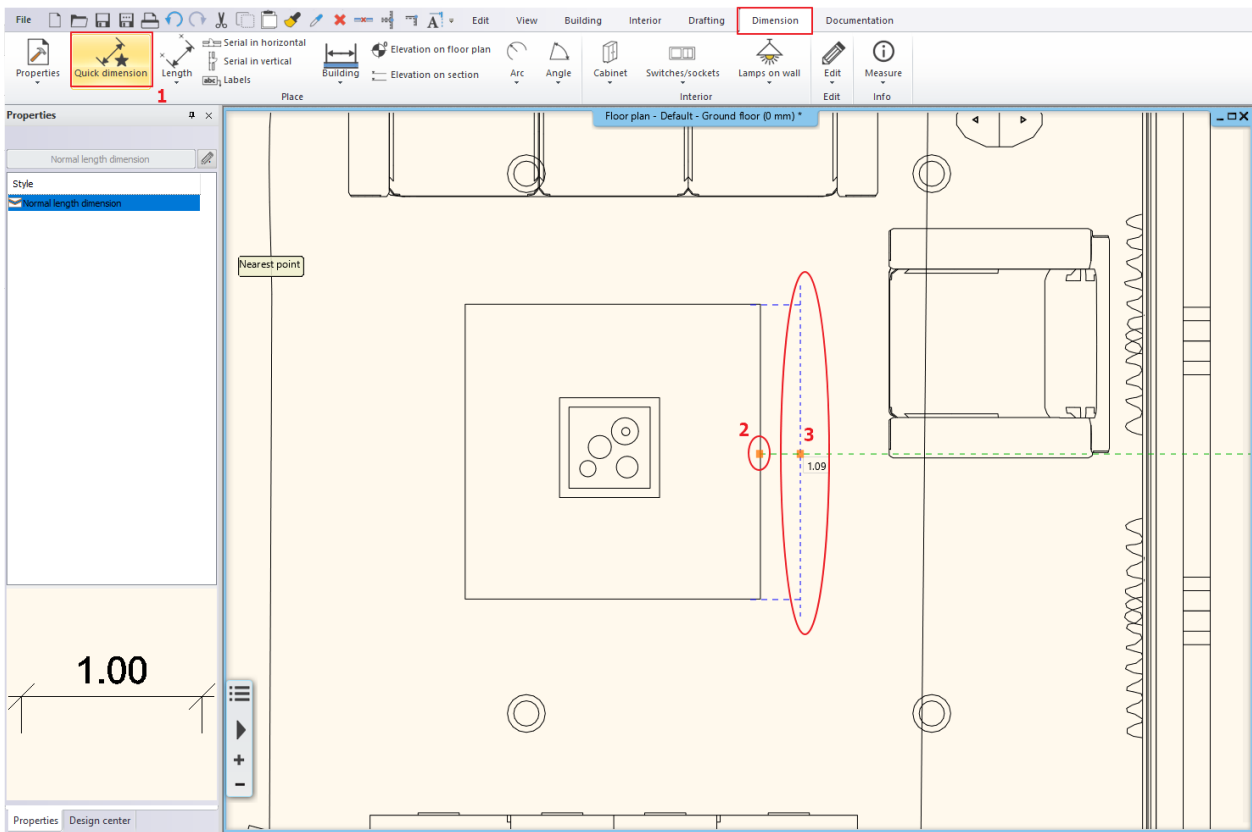 File Edit View Building Interior Drafting Dimension Documentation
Properties Quick dimension Length Serial in horizontal Serial in vertical abc Labels Building Elevation on floor plan Elevation on section Arc Angle Cabinet Switches/sockets Lamps on wall Edit Measure
1 Place Interior Edit Info
Properties
Floor plan - Default - Ground floor (0 mm) *
Normal length dimension
Style
Normal length dimension
Nearest point
2
3
1.09
1.00
Properties Design center